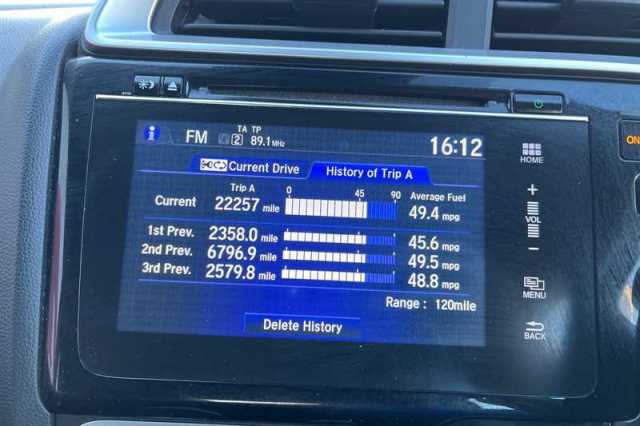 TA TP
FM 2 89.1 MHz 16:12
HOME
Current Drive History of Trip A
Trip A 0 45 90 Average Fuel
Current 22257 mile 49.4 mpg
1st Prev. 2358.0 mile 45.6 mpg
2nd Prev. 6796.9 mile 49.5 mpg
3rd Prev. 2579.8 mile 48.8 mpg
Range : 120mile
Delete History
+
VOL
−
MENU
BACK
ON